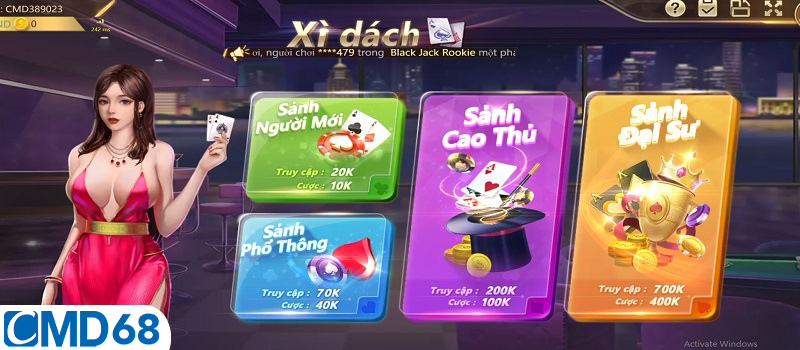 : CMD389023
0
242 ms
Xì dách
ơi, người chơi ****479 trong Black Jack Rookie một phá
Sảnh
Người Mới
Truy cập : 20K
Cược : 10K
Sảnh
Phổ Thông
Truy cập : 70K
Cược : 40K
Sảnh
Cao Thủ
Truy cập : 200K
Cược : 100K
Sảnh
Đại Sư
Truy cập : 700K
Cược : 400K
CMD68
Activate Windows